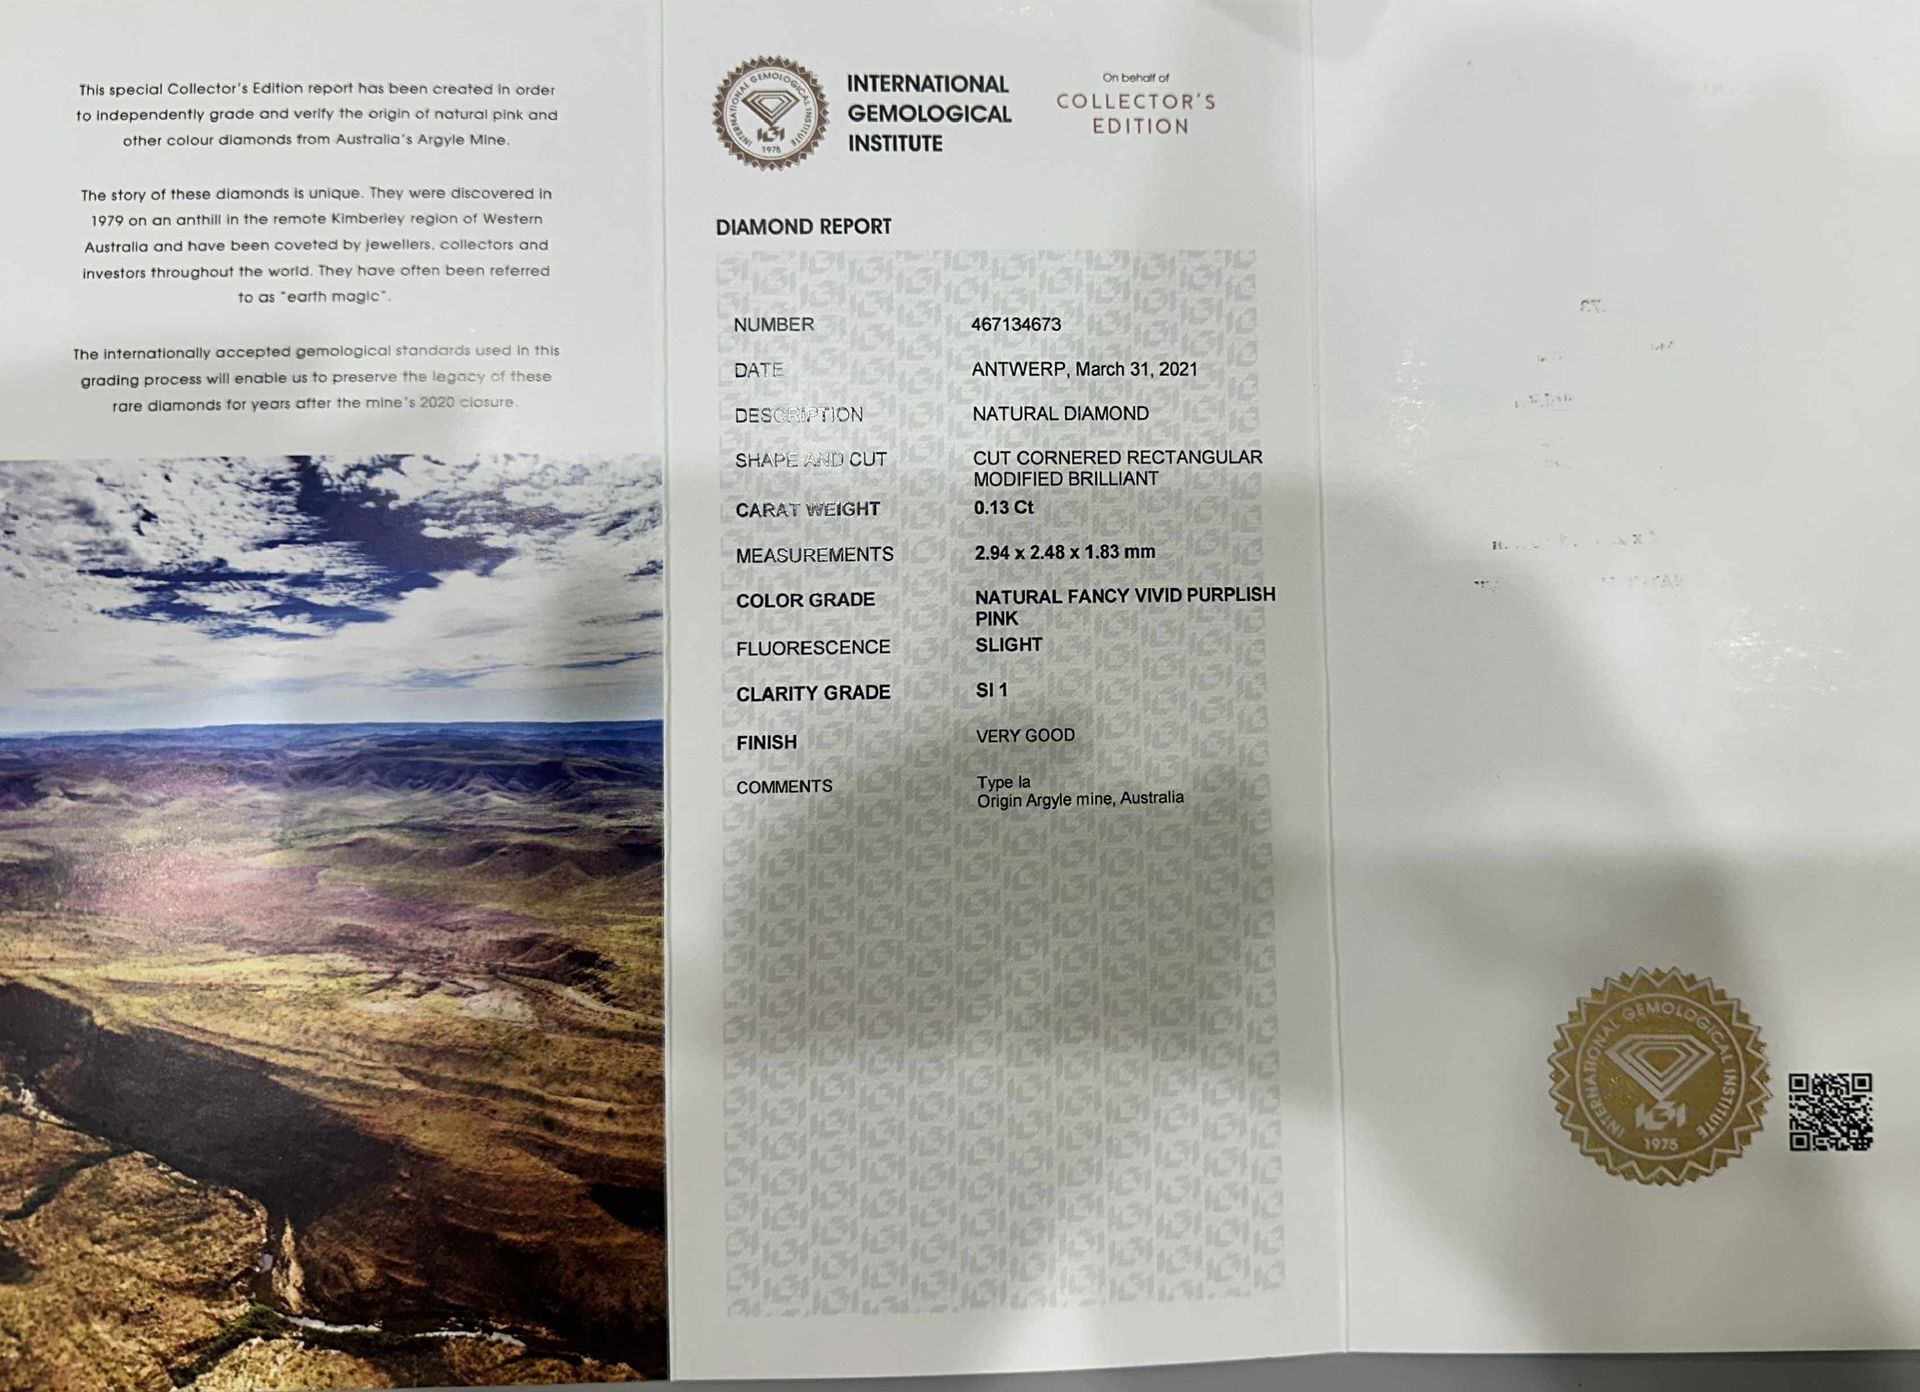 This special Collector's Edition report has been created in order
to independently grade and verify the origin of natural pink and
other colour diamonds from Australia's Argyle Mine.
The story of these diamonds is unique. They were discovered in
1979 on an anthill in the remote Kimberley region of Western
Australia and have been coveted by jewellers, collectors and
investors throughout the world. They have often been referred
to as "earth magic".
The internationally accepted gemological standards used in this
grading process will enable us to preserve the legacy of these
rare diamonds for years after the mine's 2020 closure.
INTERNATIONAL GEMOLOGICAL INSTITUTE
IGI
1975
INTERNATIONAL
GEMOLOGICAL
INSTITUTE
On behalf of
COLLECTOR'S
EDITION
DIAMOND REPORT
NUMBER 467134673
DATE ANTWERP, March 31, 2021
DESCRIPTION NATURAL DIAMOND
SHAPE AND CUT CUT CORNERED RECTANGULAR
MODIFIED BRILLIANT
CARAT WEIGHT 0.13 Ct
MEASUREMENTS 2.94 x 2.48 x 1.83 mm
COLOR GRADE NATURAL FANCY VIVID PURPLISH
PINK
FLUORESCENCE SLIGHT
CLARITY GRADE SI 1
FINISH VERY GOOD
COMMENTS Type Ia
Origin Argyle mine, Australia
INTERNATIONAL GEMOLOGICAL INSTITUTE
IGI
1975